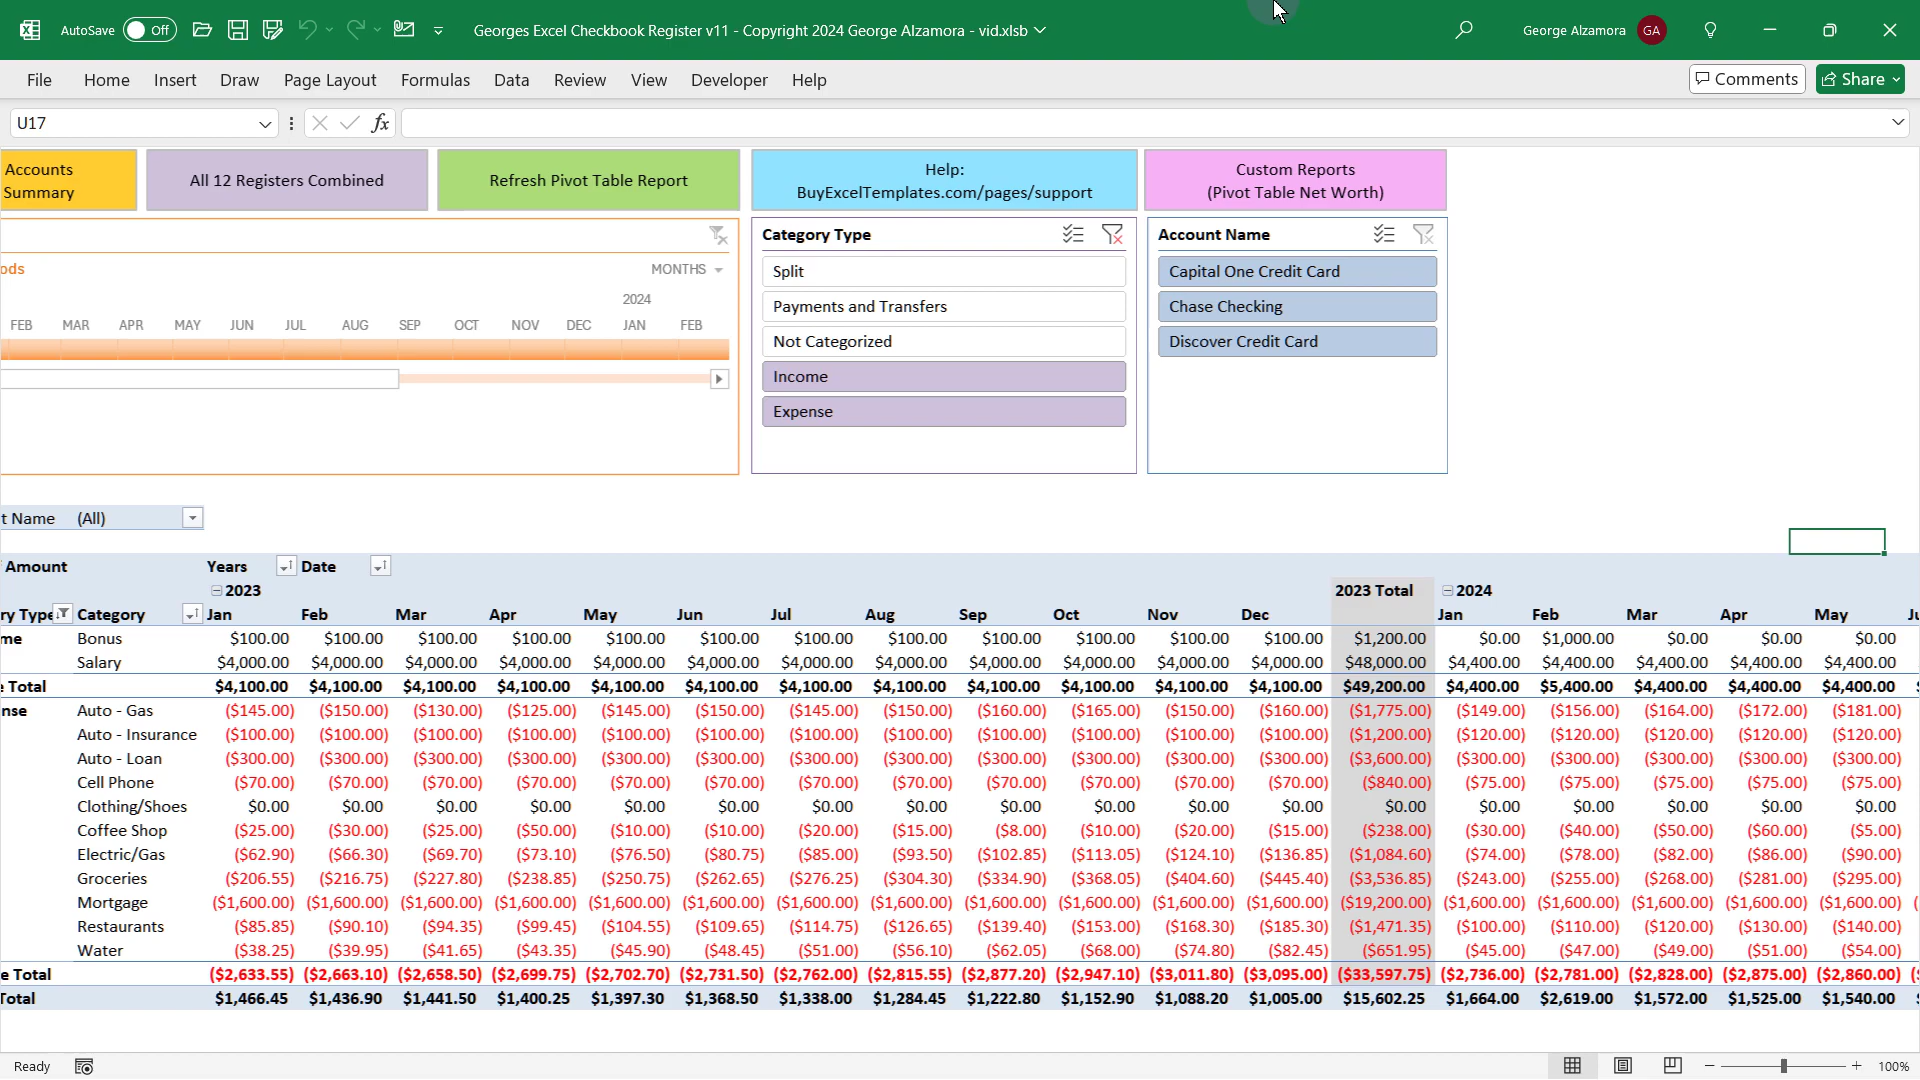 AutoSave Off Georges Excel Checkbook Register v11 - Copyright 2024 George Alzamora - vid.xlsb George Alzamora GA
File Home Insert Draw Page Layout Formulas Data Review View Developer Help Comments Share
U17 fx
Accounts
Summary
All 12 Registers Combined
Refresh Pivot Table Report
Help:
BuyExcelTemplates.com/pages/support
Custom Reports
(Pivot Table Net Worth)
ods
MONTHS
2024
FEB MAR APR MAY JUN JUL AUG SEP OCT NOV DEC JAN FEB
Category Type
Split
Payments and Transfers
Not Categorized
Income
Expense
Account Name
Capital One Credit Card
Chase Checking
Discover Credit Card
t Name (All)
Amount Years Date
2023 2023 Total 2024
ry Type Category Jan Feb Mar Apr May Jun Jul Aug Sep Oct Nov Dec Jan Feb Mar Apr May Ju
me Bonus $100.00 $100.00 $100.00 $100.00 $100.00 $100.00 $100.00 $100.00 $100.00 $100.00 $100.00 $100.00 $1,200.00 $0.00 $1,000.00 $0.00 $0.00 $0.00
Salary $4,000.00 $4,000.00 $4,000.00 $4,000.00 $4,000.00 $4,000.00 $4,000.00 $4,000.00 $4,000.00 $4,000.00 $4,000.00 $4,000.00 $48,000.00 $4,400.00 $4,400.00 $4,400.00 $4,400.00 $4,400.00
e Total $4,100.00 $4,100.00 $4,100.00 $4,100.00 $4,100.00 $4,100.00 $4,100.00 $4,100.00 $4,100.00 $4,100.00 $4,100.00 $4,100.00 $49,200.00 $4,400.00 $5,400.00 $4,400.00 $4,400.00 $4,400.00
nse Auto - Gas ($145.00) ($150.00) ($130.00) ($125.00) ($145.00) ($150.00) ($145.00) ($150.00) ($160.00) ($165.00) ($150.00) ($160.00) ($1,775.00) ($149.00) ($156.00) ($164.00) ($172.00) ($181.00)
Auto - Insurance ($100.00) ($100.00) ($100.00) ($100.00) ($100.00) ($100.00) ($100.00) ($100.00) ($100.00) ($100.00) ($100.00) ($100.00) ($1,200.00) ($120.00) ($120.00) ($120.00) ($120.00) ($120.00)
Auto - Loan ($300.00) ($300.00) ($300.00) ($300.00) ($300.00) ($300.00) ($300.00) ($300.00) ($300.00) ($300.00) ($300.00) ($300.00) ($3,600.00) ($300.00) ($300.00) ($300.00) ($300.00) ($300.00)
Cell Phone ($70.00) ($70.00) ($70.00) ($70.00) ($70.00) ($70.00) ($70.00) ($70.00) ($70.00) ($70.00) ($70.00) ($70.00) ($840.00) ($75.00) ($75.00) ($75.00) ($75.00) ($75.00)
Clothing/Shoes $0.00 $0.00 $0.00 $0.00 $0.00 $0.00 $0.00 $0.00 $0.00 $0.00 $0.00 $0.00 $0.00 $0.00 $0.00 $0.00 $0.00 $0.00
Coffee Shop ($25.00) ($30.00) ($25.00) ($50.00) ($10.00) ($10.00) ($20.00) ($15.00) ($8.00) ($10.00) ($20.00) ($15.00) ($238.00) ($30.00) ($40.00) ($50.00) ($60.00) ($5.00)
Electric/Gas ($62.90) ($66.30) ($69.70) ($73.10) ($76.50) ($80.75) ($85.00) ($93.50) ($102.85) ($113.05) ($124.10) ($136.85) ($1,084.60) ($74.00) ($78.00) ($82.00) ($86.00) ($90.00)
Groceries ($206.55) ($216.75) ($227.80) ($238.85) ($250.75) ($262.65) ($276.25) ($304.30) ($334.90) ($368.05) ($404.60) ($445.40) ($3,536.85) ($243.00) ($255.00) ($268.00) ($281.00) ($295.00)
Mortgage ($1,600.00) ($1,600.00) ($1,600.00) ($1,600.00) ($1,600.00) ($1,600.00) ($1,600.00) ($1,600.00) ($1,600.00) ($1,600.00) ($1,600.00) ($1,600.00) ($19,200.00) ($1,600.00) ($1,600.00) ($1,600.00) ($1,600.00) ($1,600.00) (
Restaurants ($85.85) ($90.10) ($94.35) ($99.45) ($104.55) ($109.65) ($114.75) ($126.65) ($139.40) ($153.00) ($168.30) ($185.30) ($1,471.35) ($100.00) ($110.00) ($120.00) ($130.00) ($140.00)
Water ($38.25) ($39.95) ($41.65) ($43.35) ($45.90) ($48.45) ($51.00) ($56.10) ($62.05) ($68.00) ($74.80) ($82.45) ($651.95) ($45.00) ($47.00) ($49.00) ($51.00) ($54.00)
e Total ($2,633.55) ($2,663.10) ($2,658.50) ($2,699.75) ($2,702.70) ($2,731.50) ($2,762.00) ($2,815.55) ($2,877.20) ($2,947.10) ($3,011.80) ($3,095.00) ($33,597.75) ($2,736.00) ($2,781.00) ($2,828.00) ($2,875.00) ($2,860.00) (
Total $1,466.45 $1,436.90 $1,441.50 $1,400.25 $1,397.30 $1,368.50 $1,338.00 $1,284.45 $1,222.80 $1,152.90 $1,088.20 $1,005.00 $15,602.25 $1,664.00 $2,619.00 $1,572.00 $1,525.00 $1,540.00
Ready 100%